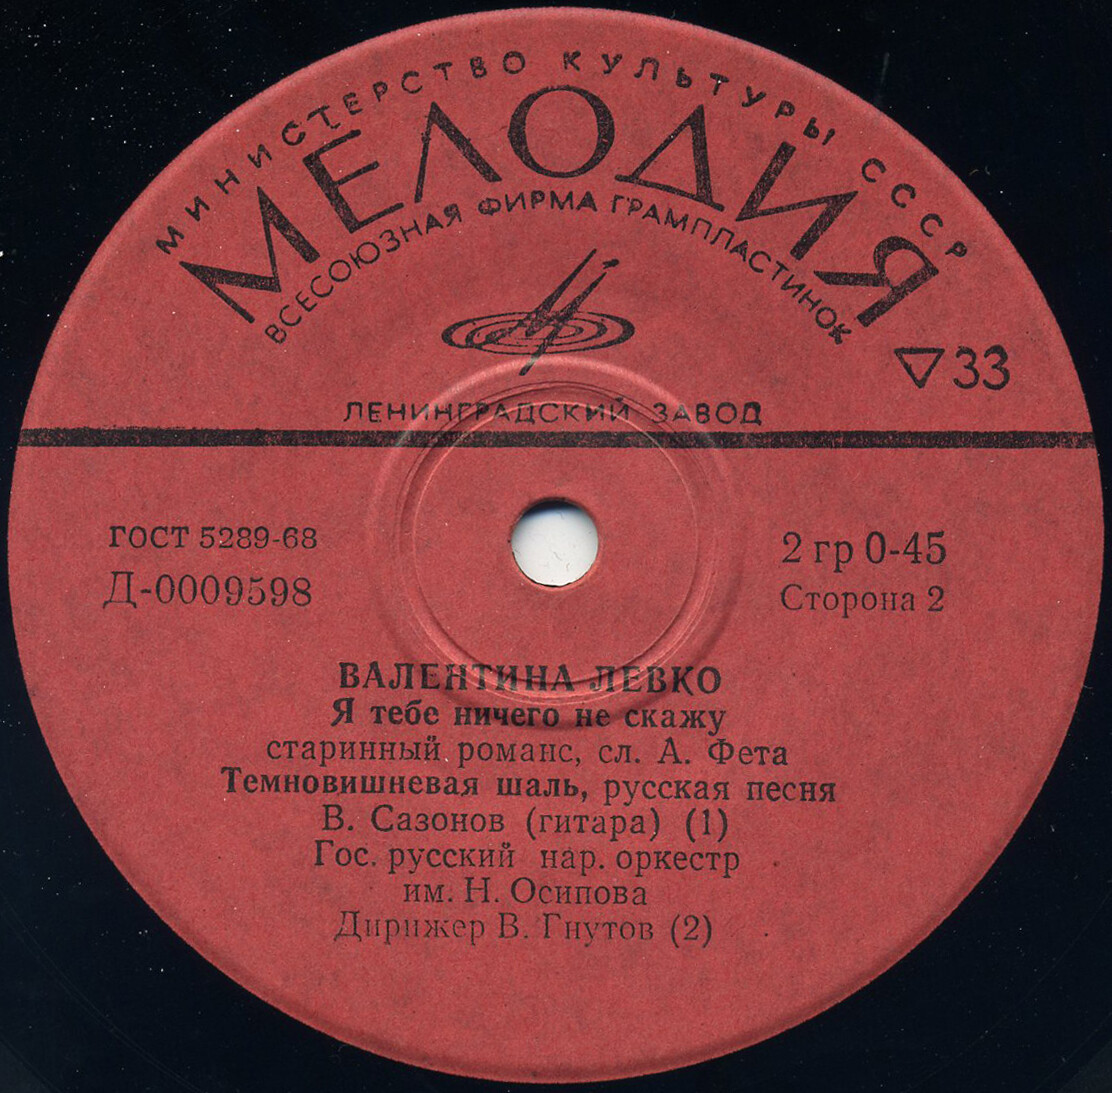 МИНИСТЕРСТВО КУЛЬТУРЫ СССР
МЕЛОДИЯ
ВСЕСОЮЗНАЯ ФИРМА ГРАМПЛАСТИНОК
▽33
ЛЕНИНГРАДСКИЙ ЗАВОД
ГОСТ 5289-68
Д-0009598
2 гр 0-45
Сторона 2
ВАЛЕНТИНА ЛЕВКО
Я тебе ничего не скажу
старинный романс, сл. А. Фета
Темновишневая шаль, русская песня
В. Сазонов (гитара) (1)
Гос. русский нар. оркестр
им. Н. Осипова
Дирижер В. Гнутов (2)